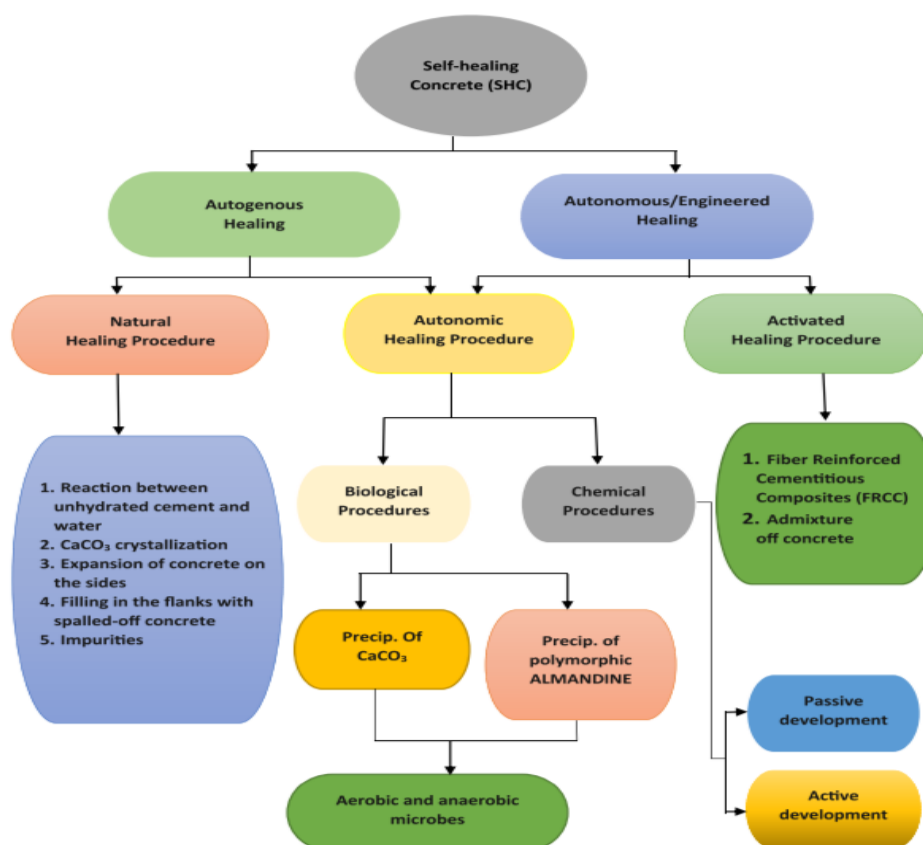 Self-healing
Concrete (SHC)
Autogenous
Healing
Autonomous/Engineered
Healing
Natural
Healing Procedure
Autonomic
Healing Procedure
Activated
Healing Procedure
1. Reaction between
unhydrated cement and
water
2. CaCO₃ crystallization
3. Expansion of concrete on
the sides
4. Filling in the flanks with
spalled-off concrete
5. Impurities
Biological
Procedures
Chemical
Procedures
1. Fiber Reinforced
Cementitious
Composites (FRCC)
2. Admixture
off concrete
Precip. Of
CaCO₃
Precip. of
polymorphic
ALMANDINE
Passive
development
Active
development
Aerobic and anaerobic
microbes